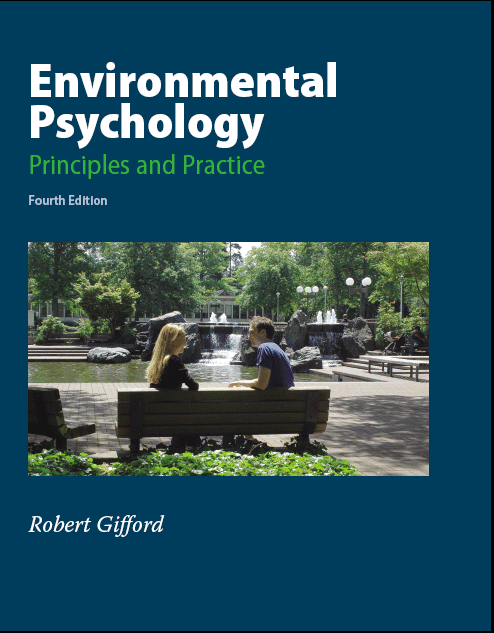 Environmental
Psychology
Principles and Practice
Fourth Edition
Robert Gifford